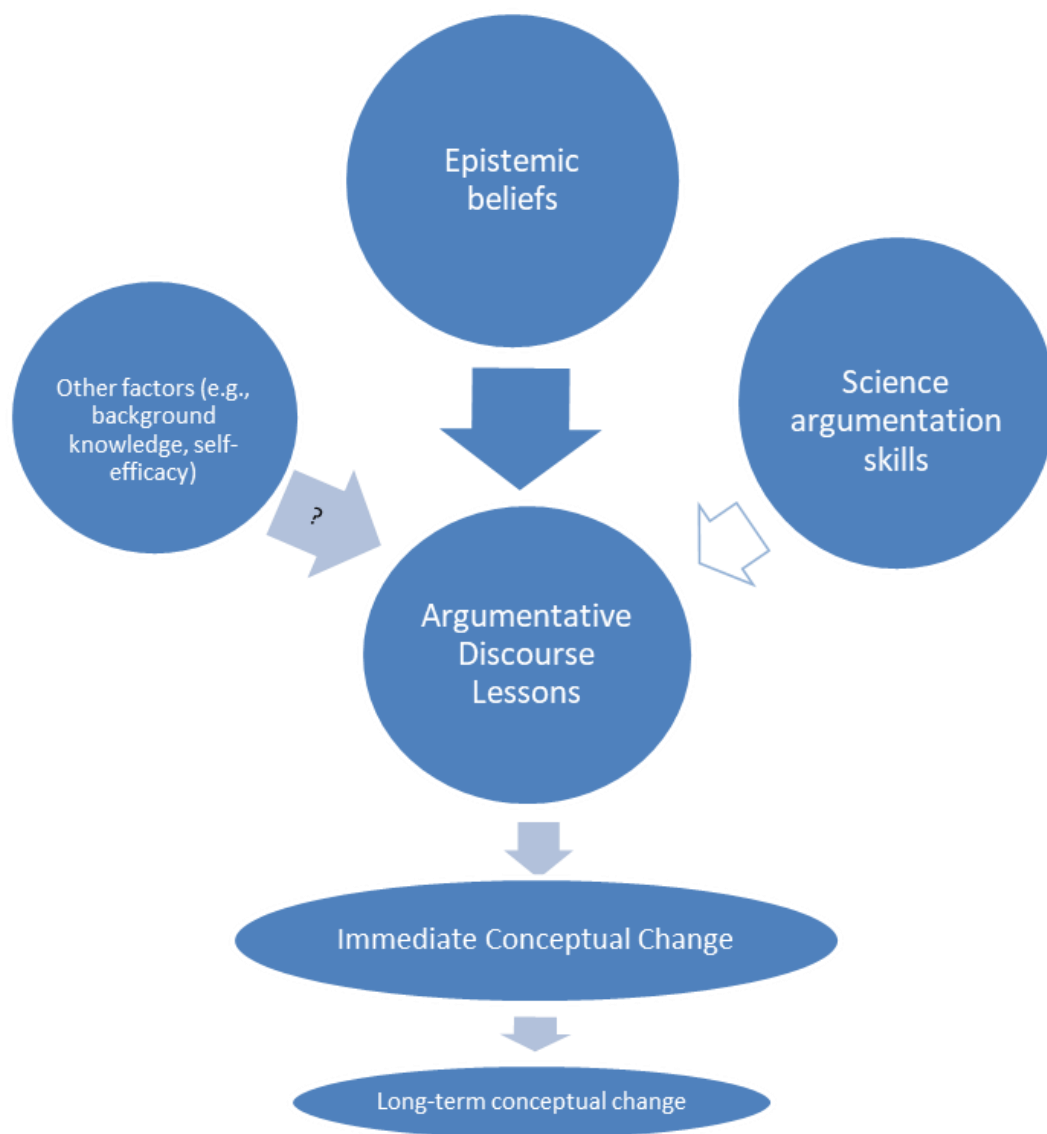 Epistemic
beliefs
Other factors (e.g.,
background
knowledge, self-
efficacy)
Science
argumentation
skills
?
Argumentative
Discourse
Lessons
Immediate Conceptual Change
Long-term conceptual change